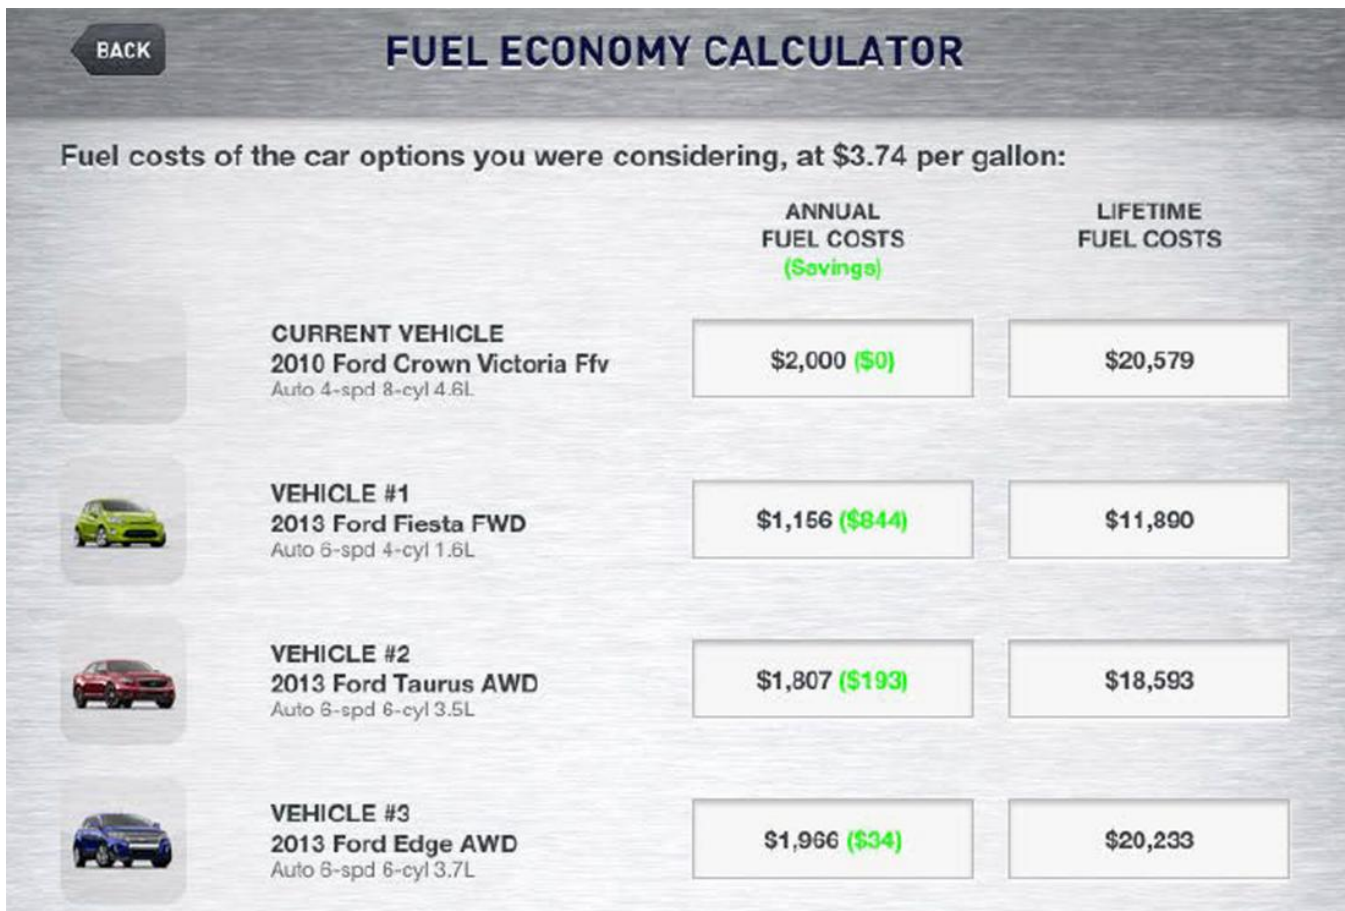 BACK
FUEL ECONOMY CALCULATOR
Fuel costs of the car options you were considering, at $3.74 per gallon:
ANNUAL
FUEL COSTS
(Savings)
LIFETIME
FUEL COSTS
CURRENT VEHICLE
2010 Ford Crown Victoria Ffv
Auto 4-spd 8-cyl 4.6L
$2,000 ($0)
$20,579
VEHICLE #1
2013 Ford Fiesta FWD
Auto 6-spd 4-cyl 1.6L
$1,156 ($844)
$11,890
VEHICLE #2
2013 Ford Taurus AWD
Auto 6-spd 6-cyl 3.5L
$1,807 ($193)
$18,593
VEHICLE #3
2013 Ford Edge AWD
Auto 6-spd 6-cyl 3.7L
$1,966 ($34)
$20,233